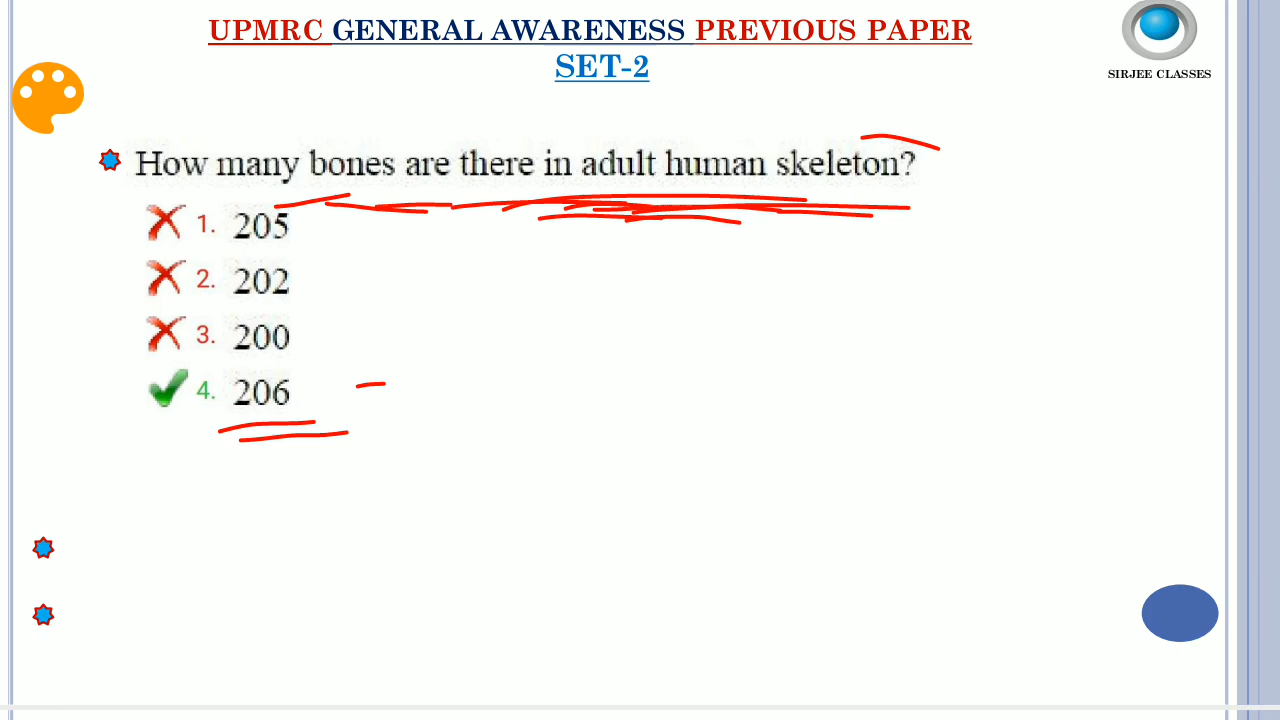 UPMRC GENERAL AWARENESS PREVIOUS PAPER
SET-2
SIRJEE CLASSES
How many bones are there in adult human skeleton?
1. 205
2. 202
3. 200
4. 206